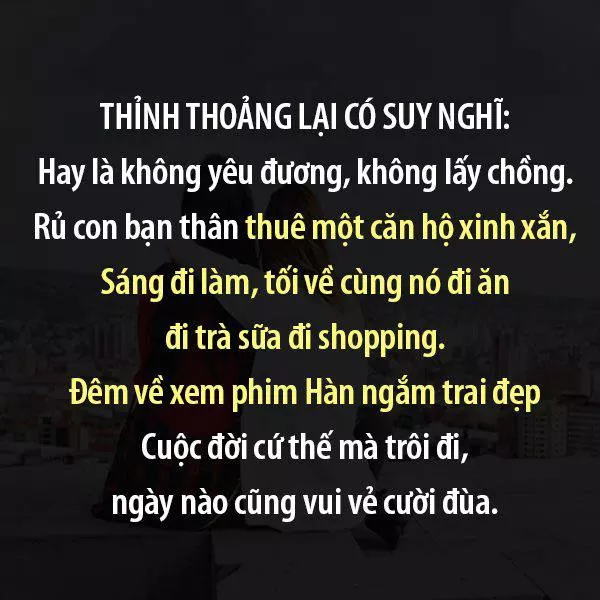 THỈNH THOẢNG LẠI CÓ SUY NGHĨ:
Hay là không yêu đương, không lấy chồng.
Rủ con bạn thân thuê một căn hộ xinh xắn,
Sáng đi làm, tối về cùng nó đi ăn
đi trà sữa đi shopping.
Đêm về xem phim Hàn ngắm trai đẹp
Cuộc đời cứ thế mà trôi đi,
ngày nào cũng vui vẻ cười đùa.